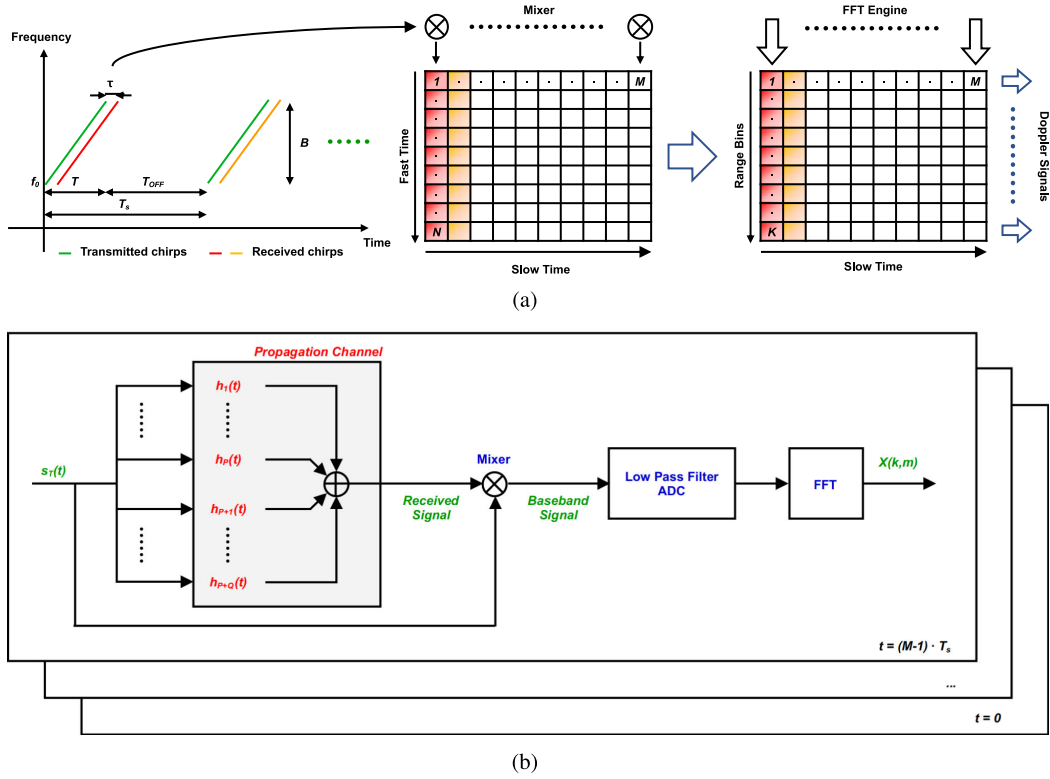 Frequency
τ
f0
T
TOFF
Ts
B
Time
Transmitted chirps
Received chirps
Mixer
1
M
N
Fast Time
Slow Time
FFT Engine
1
M
K
Range Bins
Slow Time
Doppler Signals
(a)
Propagation Channel
h1(t)
hP(t)
hP+1(t)
hP+Q(t)
sT(t)
Received
Signal
Mixer
Baseband
Signal
Low Pass Filter
ADC
FFT
X(k,m)
t = (M-1) · Ts
...
t = 0
(b)